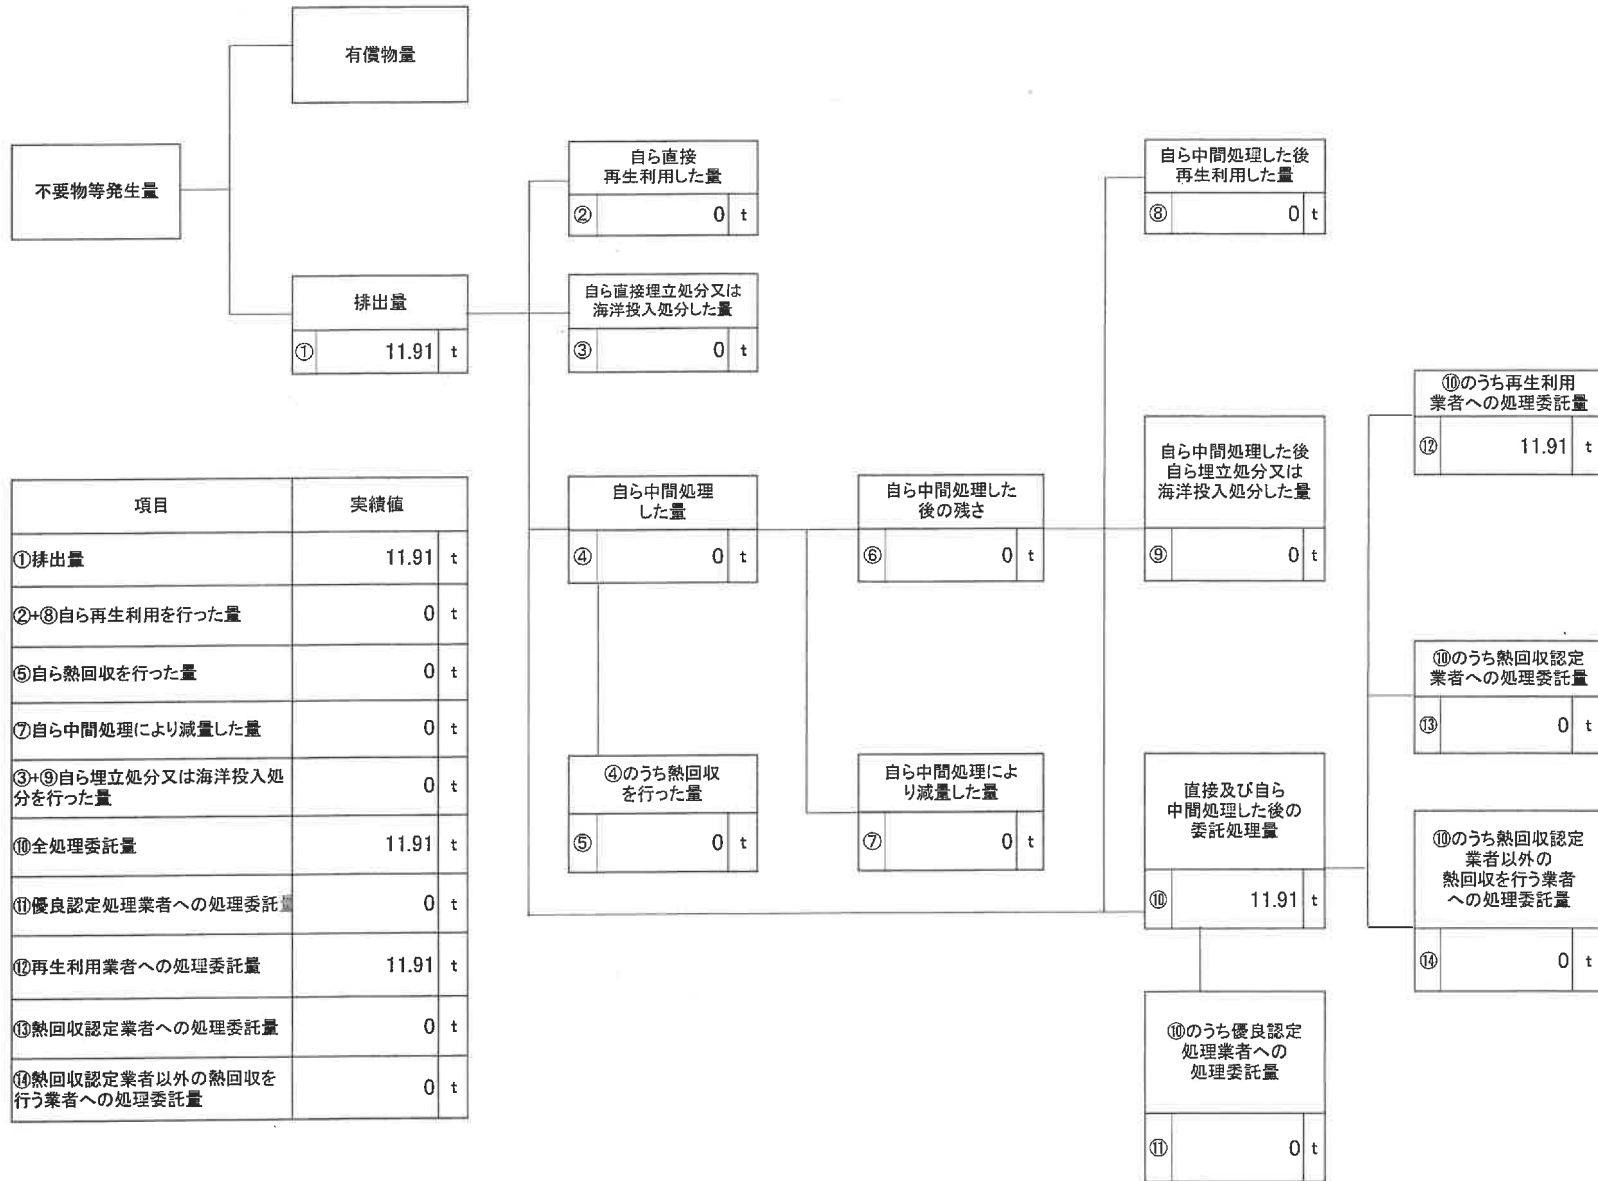 有償物量
不要物等発生量
排出量
① 11.91 t
自ら直接
再生利用した量
② 0 t
自ら直接埋立処分又は
海洋投入処分した量
③ 0 t
自ら中間処理
した量
④ 0 t
④のうち熱回収
を行った量
⑤ 0 t
自ら中間処理した
後の残さ
⑥ 0 t
自ら中間処理によ
り減量した量
⑦ 0 t
自ら中間処理した後
再生利用した量
⑧ 0 t
自ら中間処理した後
自ら埋立処分又は
海洋投入処分した量
⑨ 0 t
直接及び自ら
中間処理した後の
委託処理量
⑩ 11.91 t
⑩のうち優良認定
処理業者への
処理委託量
⑪ 0 t
⑩のうち再生利用
業者への処理委託量
⑫ 11.91 t
⑩のうち熱回収認定
業者への処理委託量
⑬ 0 t
⑩のうち熱回収認定
業者以外の
熱回収を行う業者
への処理委託量
⑭ 0 t
項目 実績値
①排出量 11.91 t
②+⑧自ら再生利用を行った量 0 t
⑤自ら熱回収を行った量 0 t
⑦自ら中間処理により減量した量 0 t
③+⑨自ら埋立処分又は海洋投入処
分を行った量 0 t
⑩全処理委託量 11.91 t
⑪優良認定処理業者への処理委託量 0 t
⑫再生利用業者への処理委託量 11.91 t
⑬熱回収認定業者への処理委託量 0 t
⑭熱回収認定業者以外の熱回収を
行う業者への処理委託量 0 t